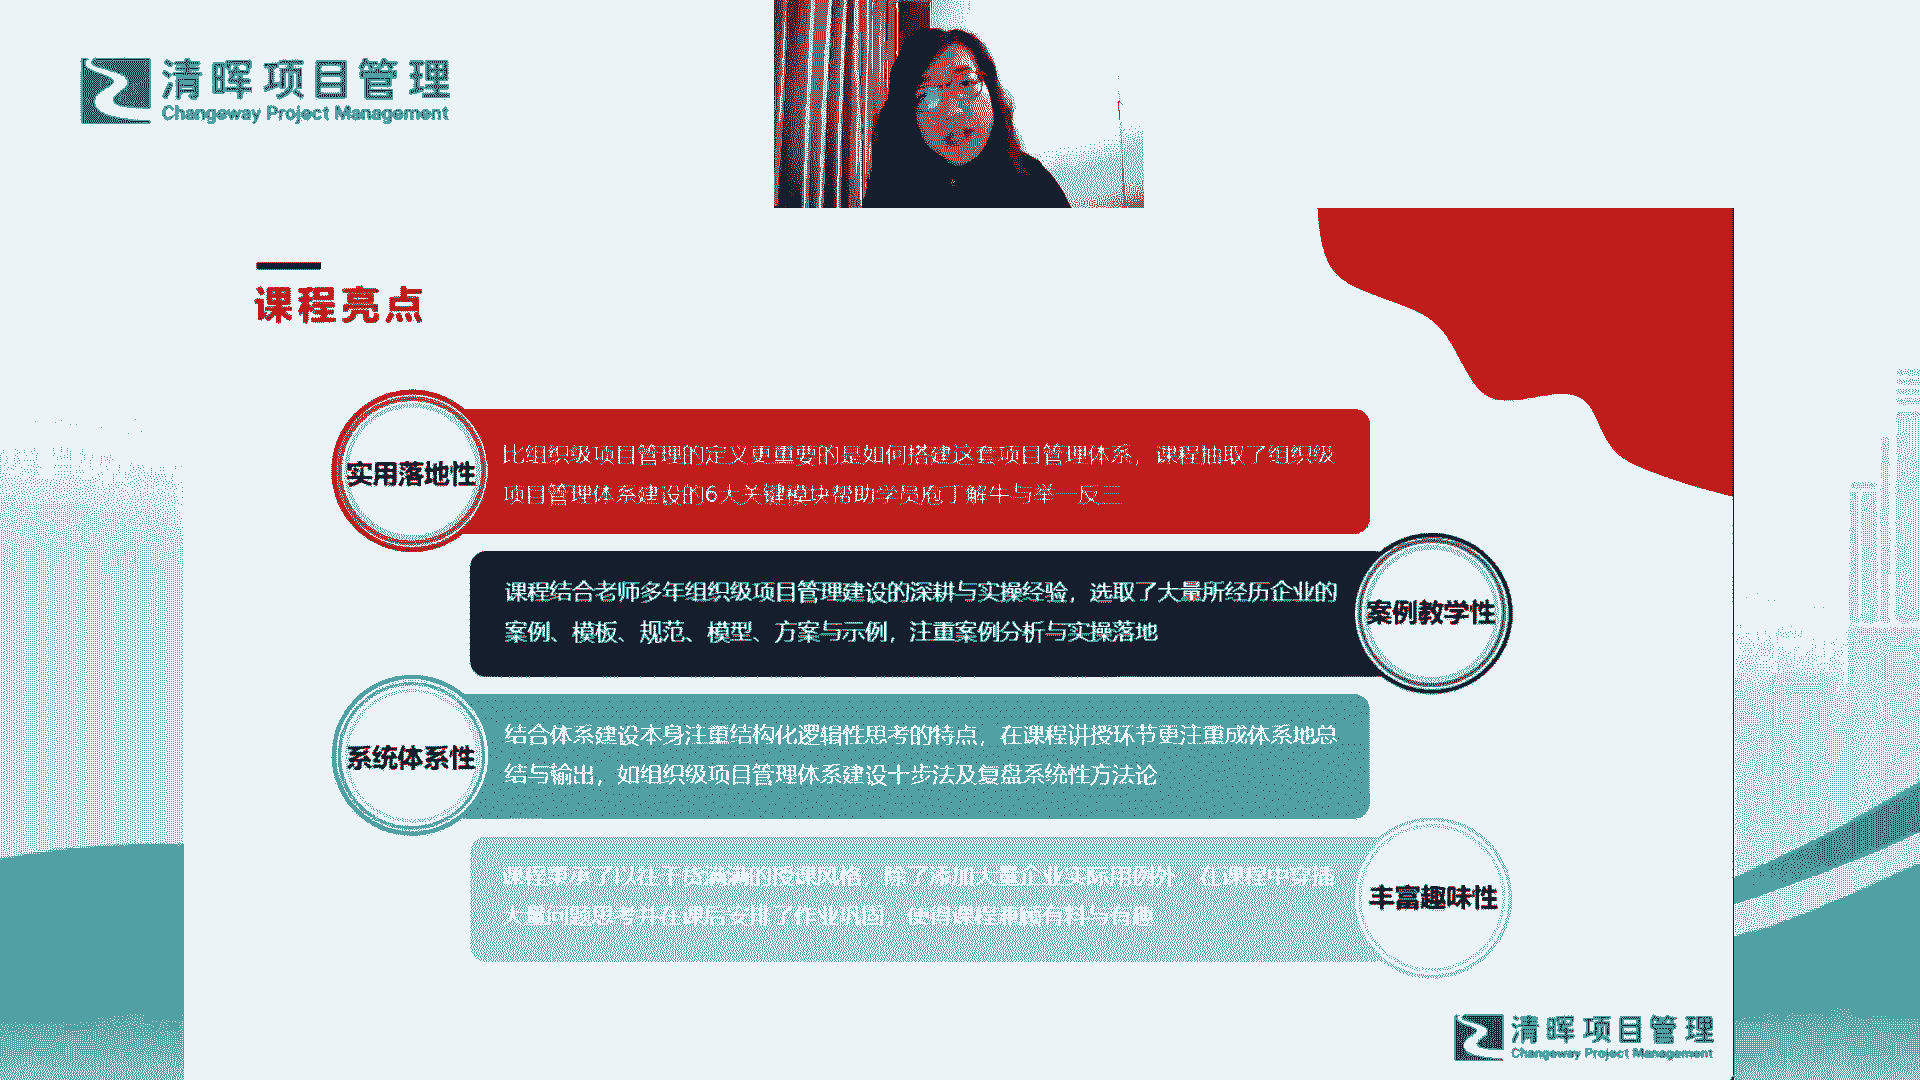 清晖项目管理
Changeway Project Management
课程亮点
实用落地性
比组织级项目管理的定义更重要的是如何搭建这套项目管理体系，课程抽取了组织级
项目管理体系建设的6大关键模块帮助学员庖丁解牛与举一反三
课程结合老师多年组织级项目管理建设的深耕与实操经验，选取了大量所经历企业的
案例、模板、规范、模型、方案与示例，注重案例分析与实操落地
案例教学性
系统体系性
结合体系建设本身注重结构化逻辑性思考的特点，在课程讲授环节更注重成体系地总
结与输出，如组织级项目管理体系建设十步法及复盘系统性方法论
课程秉承了以往干货满满的授课风格，除了添加大量企业实际用例外，在课程中穿插
大量问题思考并在课后安排了作业巩固，使得课程兼顾有料与有趣
丰富趣味性
清晖项目管理
Changeway Project Management